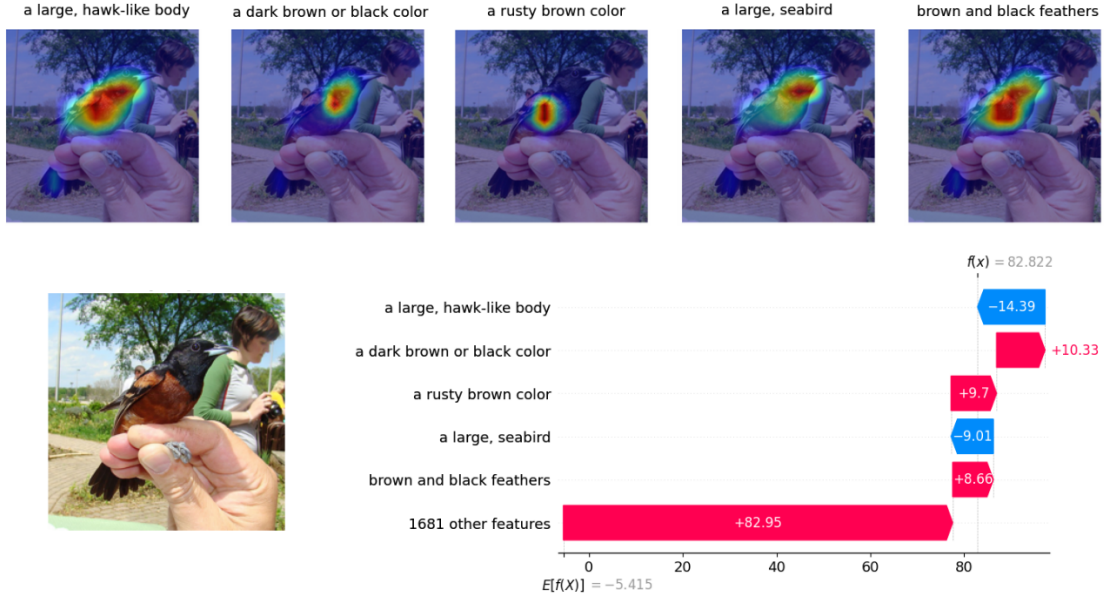 a large, hawk-like body
a dark brown or black color
a rusty brown color
a large, seabird
brown and black feathers
f(x) = 82.822
a large, hawk-like body
−14.39
a dark brown or black color
+10.33
a rusty brown color
+9.7
a large, seabird
−9.01
brown and black feathers
+8.66
1681 other features
+82.95
0 20 40 60 80
E[f(X)] = −5.415